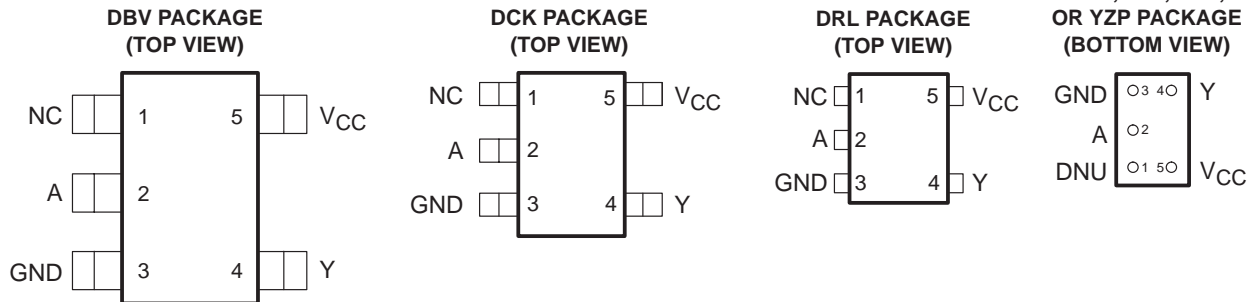 DBV PACKAGE
(TOP VIEW)
NC 1 5 VCC
A 2
GND 3 4 Y
DCK PACKAGE
(TOP VIEW)
NC 1 5 VCC
A 2
GND 3 4 Y
DRL PACKAGE
(TOP VIEW)
NC 1 5 VCC
A 2
GND 3 4 Y
OR YZP PACKAGE
(BOTTOM VIEW)
GND 3 4 Y
A 2
DNU 1 5 VCC